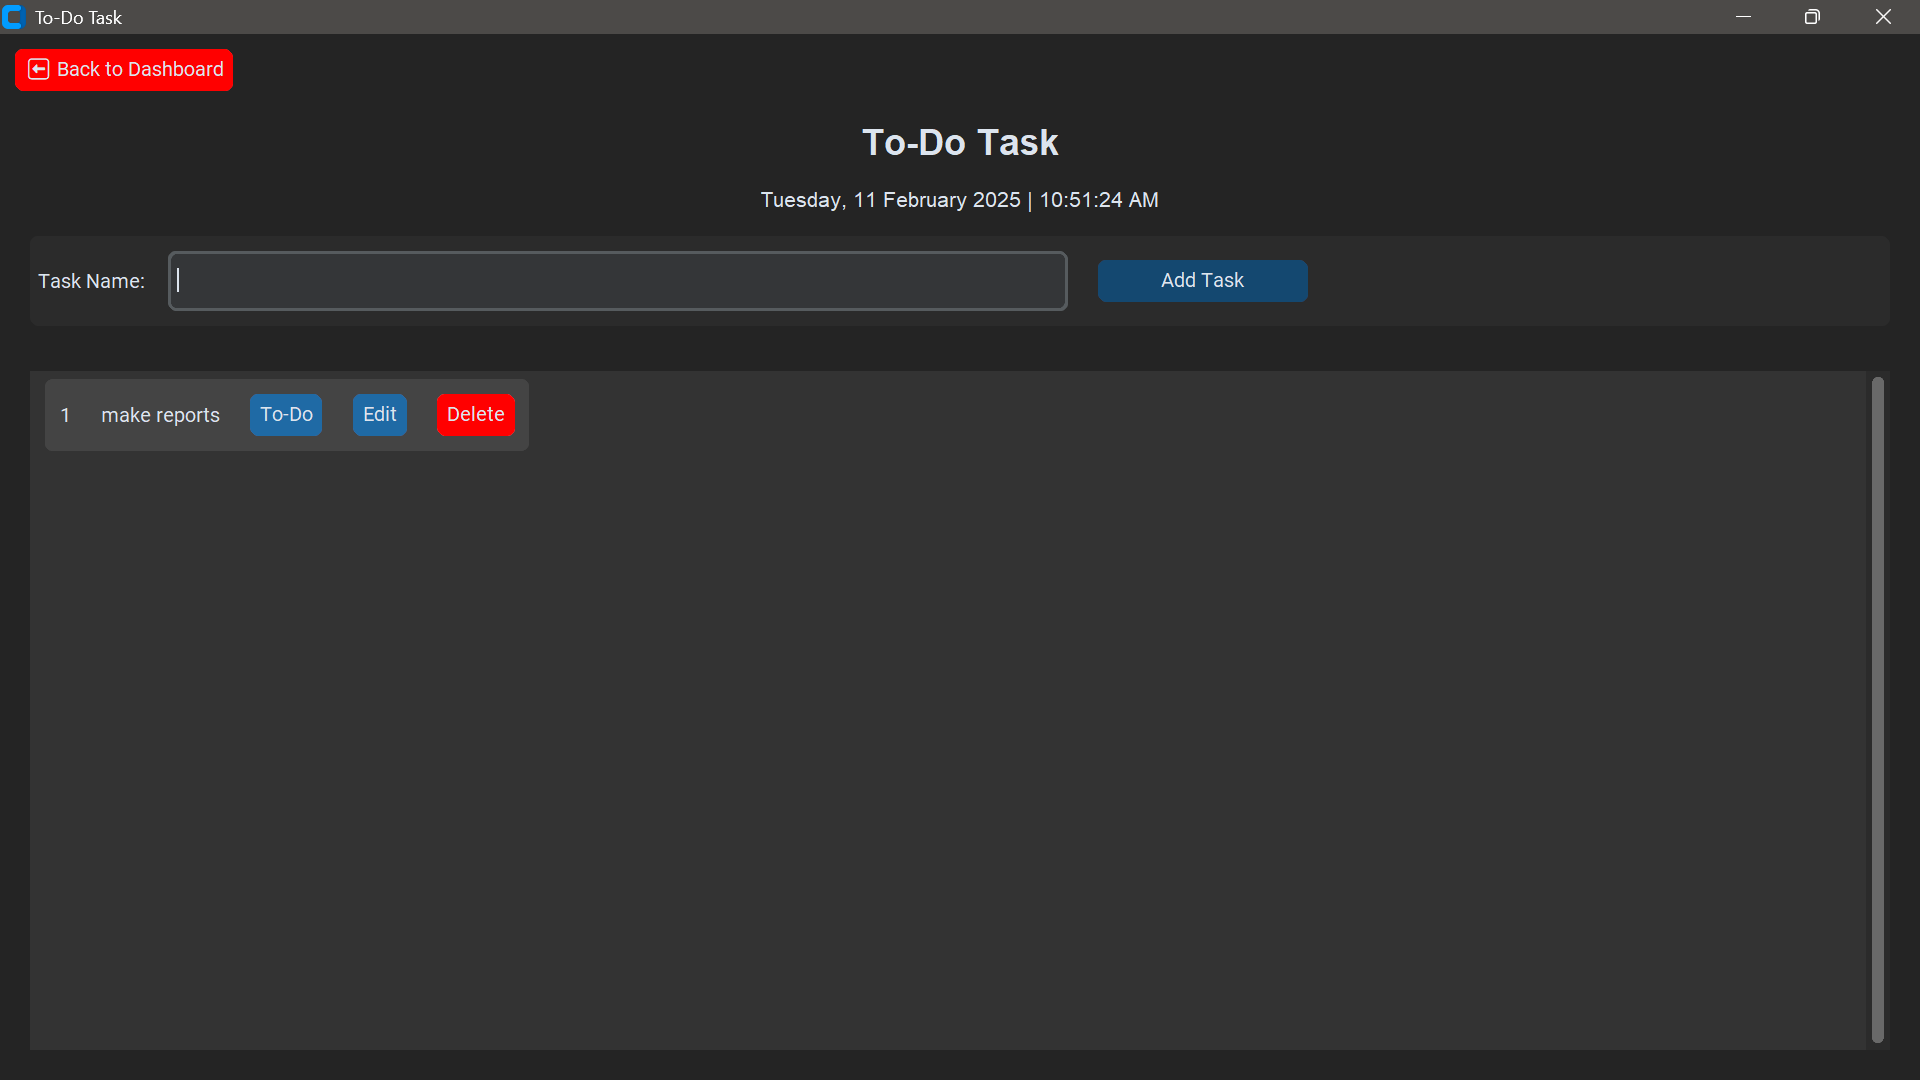 To-Do Task
Back to Dashboard
To-Do Task
Tuesday, 11 February 2025 | 10:51:24 AM
Task Name:
Add Task
1 make reports To-Do Edit Delete